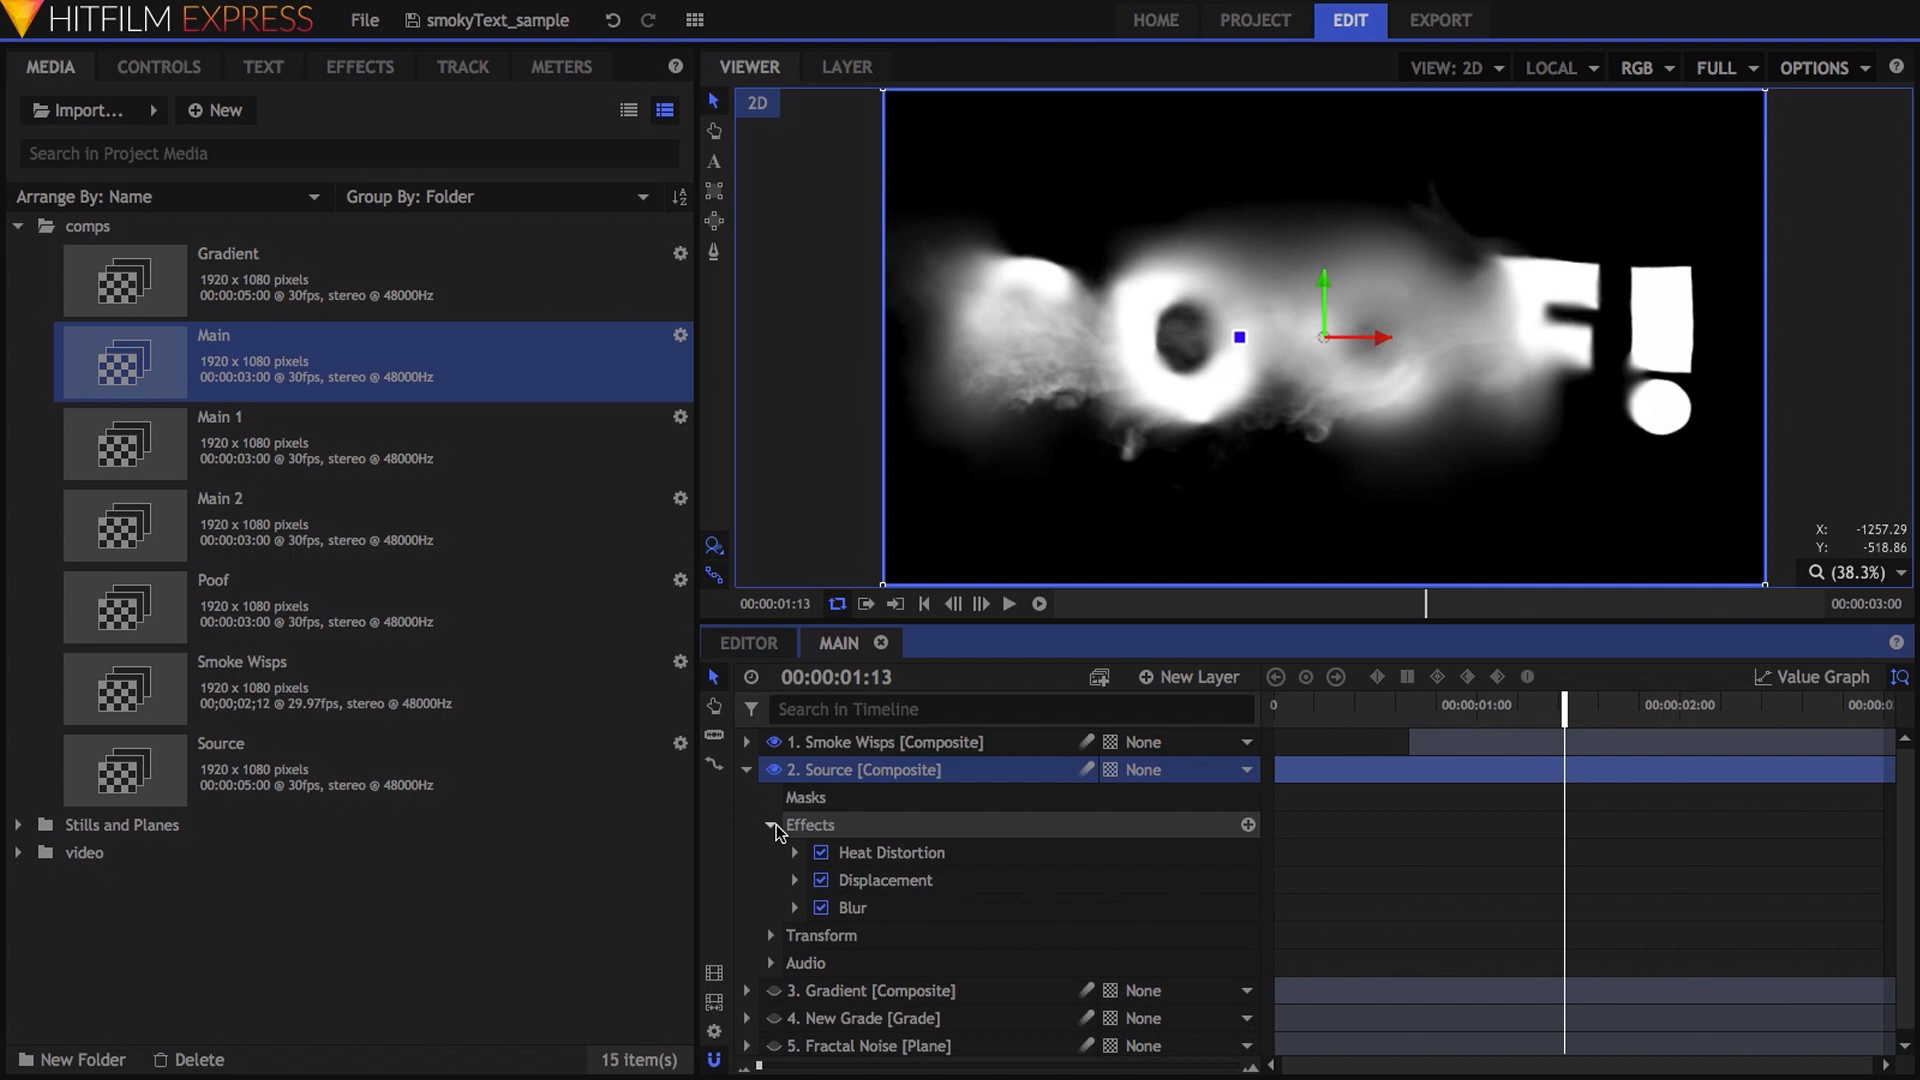 HITFILM EXPRESS
File
smokyText_sample
HOME
PROJECT
EDIT
EXPORT
MEDIA
CONTROLS
TEXT
EFFECTS
TRACK
METERS
Import...
New
Search in Project Media
Arrange By: Name
Group By: Folder
comps
Gradient
1920 x 1080 pixels
00:00:05:00 @ 30fps, stereo @ 48000Hz
Main
1920 x 1080 pixels
00:00:03:00 @ 30fps, stereo @ 48000Hz
Main 1
1920 x 1080 pixels
00:00:03:00 @ 30fps, stereo @ 48000Hz
Main 2
1920 x 1080 pixels
00:00:03:00 @ 30fps, stereo @ 48000Hz
Poof
1920 x 1080 pixels
00:00:03:00 @ 30fps, stereo @ 48000Hz
Smoke Wisps
1920 x 1080 pixels
00;00;02;12 @ 29.97fps, stereo @ 48000Hz
Source
1920 x 1080 pixels
00:00:05:00 @ 30fps, stereo @ 48000Hz
Stills and Planes
video
New Folder
Delete
15 item(s)
VIEWER
LAYER
VIEW: 2D
LOCAL
RGB
FULL
OPTIONS
2D
A
POOF!
X: -1257.29
Y: -518.86
(38.3%)
00:00:01:13
00:00:03:00
EDITOR
MAIN
00:00:01:13
New Layer
Value Graph
Search in Timeline
0
00:00:01:00
00:00:02:00
00:00:0
1. Smoke Wisps [Composite]
None
2. Source [Composite]
None
Masks
Effects
Heat Distortion
Displacement
Blur
Transform
Audio
3. Gradient [Composite]
None
4. New Grade [Grade]
None
5. Fractal Noise [Plane]
None